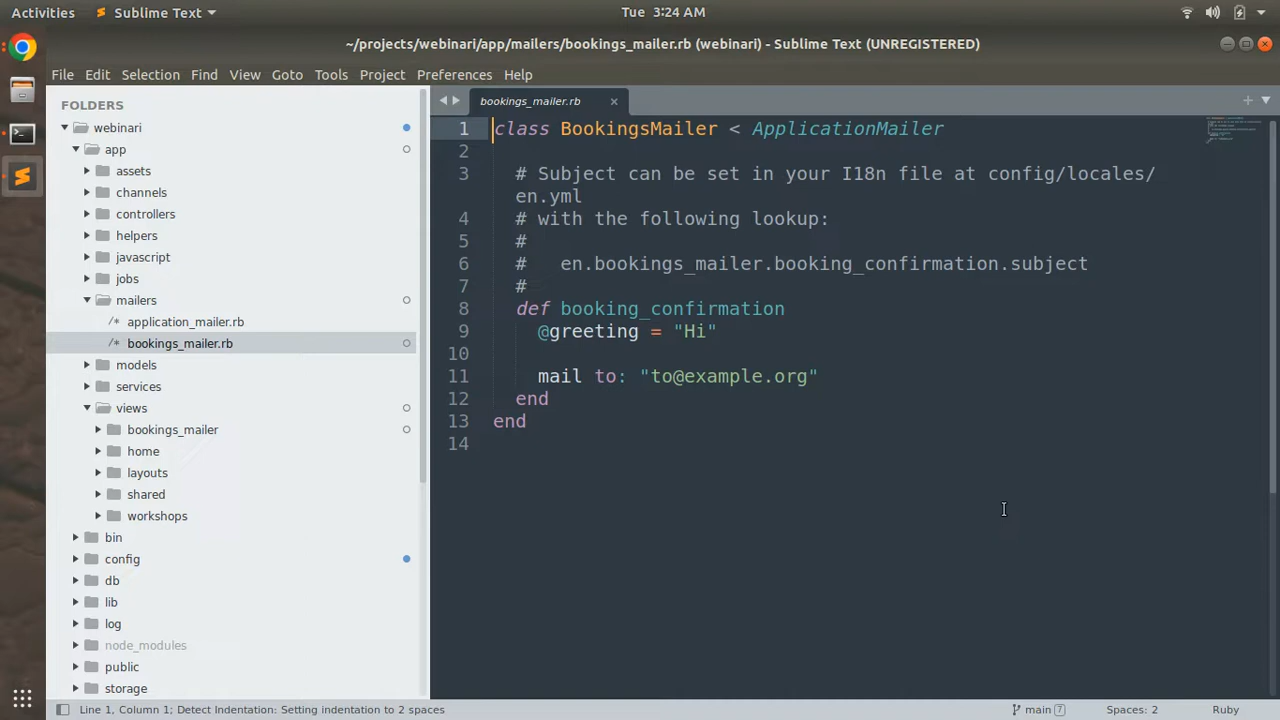 Activities
Sublime Text
Tue 3:24 AM
~/projects/webinari/app/mailers/bookings_mailer.rb (webinari) - Sublime Text (UNREGISTERED)
File Edit Selection Find View Goto Tools Project Preferences Help
FOLDERS
webinari
app
assets
channels
controllers
helpers
javascript
jobs
mailers
/* application_mailer.rb
/* bookings_mailer.rb
models
services
views
bookings_mailer
home
layouts
shared
workshops
bin
config
db
lib
log
node_modules
public
storage
bookings_mailer.rb
1 class BookingsMailer < ApplicationMailer
2
3 # Subject can be set in your I18n file at config/locales/
en.yml
4 # with the following lookup:
5 #
6 #   en.bookings_mailer.booking_confirmation.subject
7 #
8 def booking_confirmation
9 @greeting = "Hi"
10
11 mail to: "to@example.org"
12 end
13 end
14
Line 1, Column 1; Detect Indentation: Setting indentation to 2 spaces
main 7
Spaces: 2
Ruby